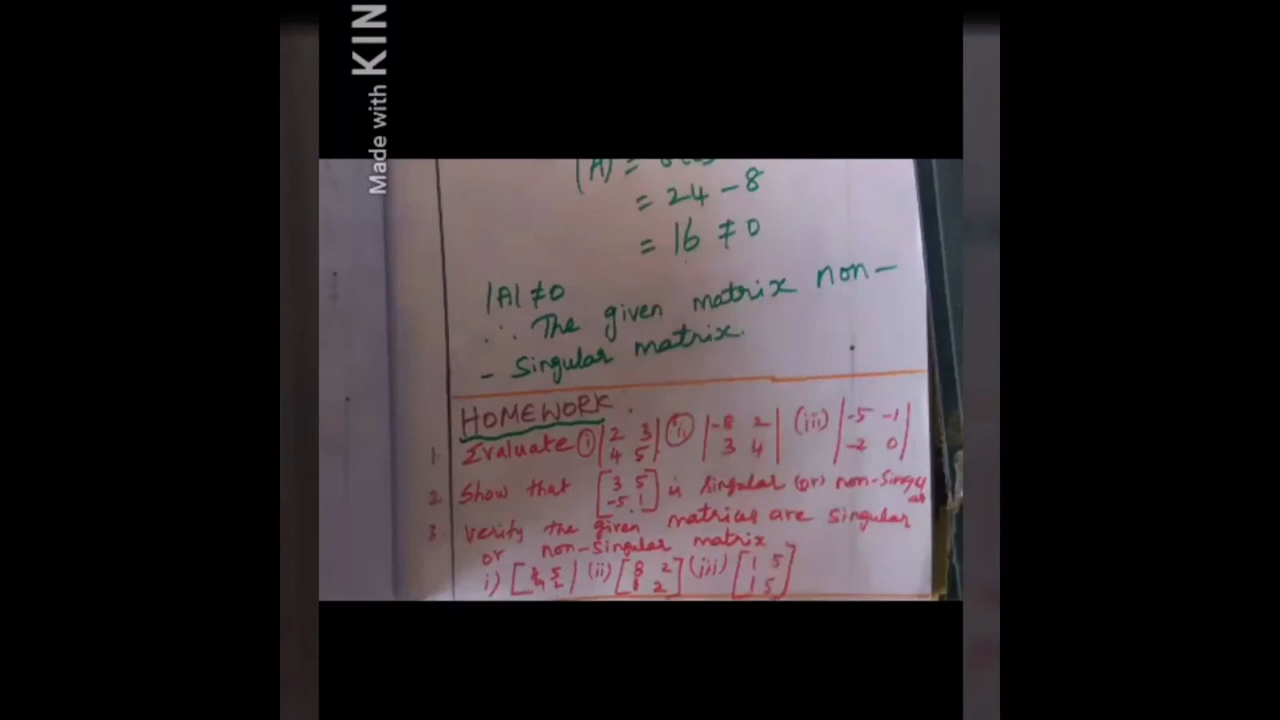 Made with KIN
|A| =
= 24 - 8
= 16 ≠ 0
|A| ≠ 0
∴ The given matrix non-
- Singular matrix.
HOMEWORK.
1. Evaluate (i) |2 3| (ii) |-8 2| (iii) |-5 -1|
|4 5| |3 4| |-2 0|
2. Show that [3 5] is singular (or) non-Singu
[-5 1] ar
3. Verify the given matrices are singular
or non-singular matrix
i) (ii) [8 2] (iii) [1 5]
[8 2] [1 5]